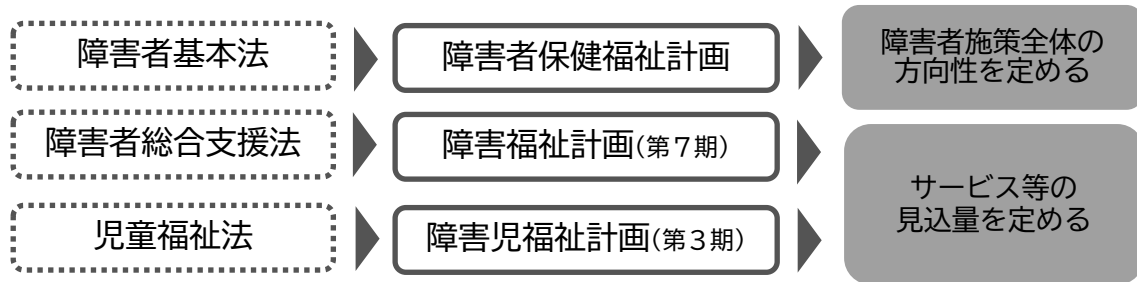 障害者基本法
障害者保健福祉計画
障害者施策全体の
方向性を定める
障害者総合支援法
障害福祉計画(第7期)
サービス等の
見込量を定める
児童福祉法
障害児福祉計画(第3期)